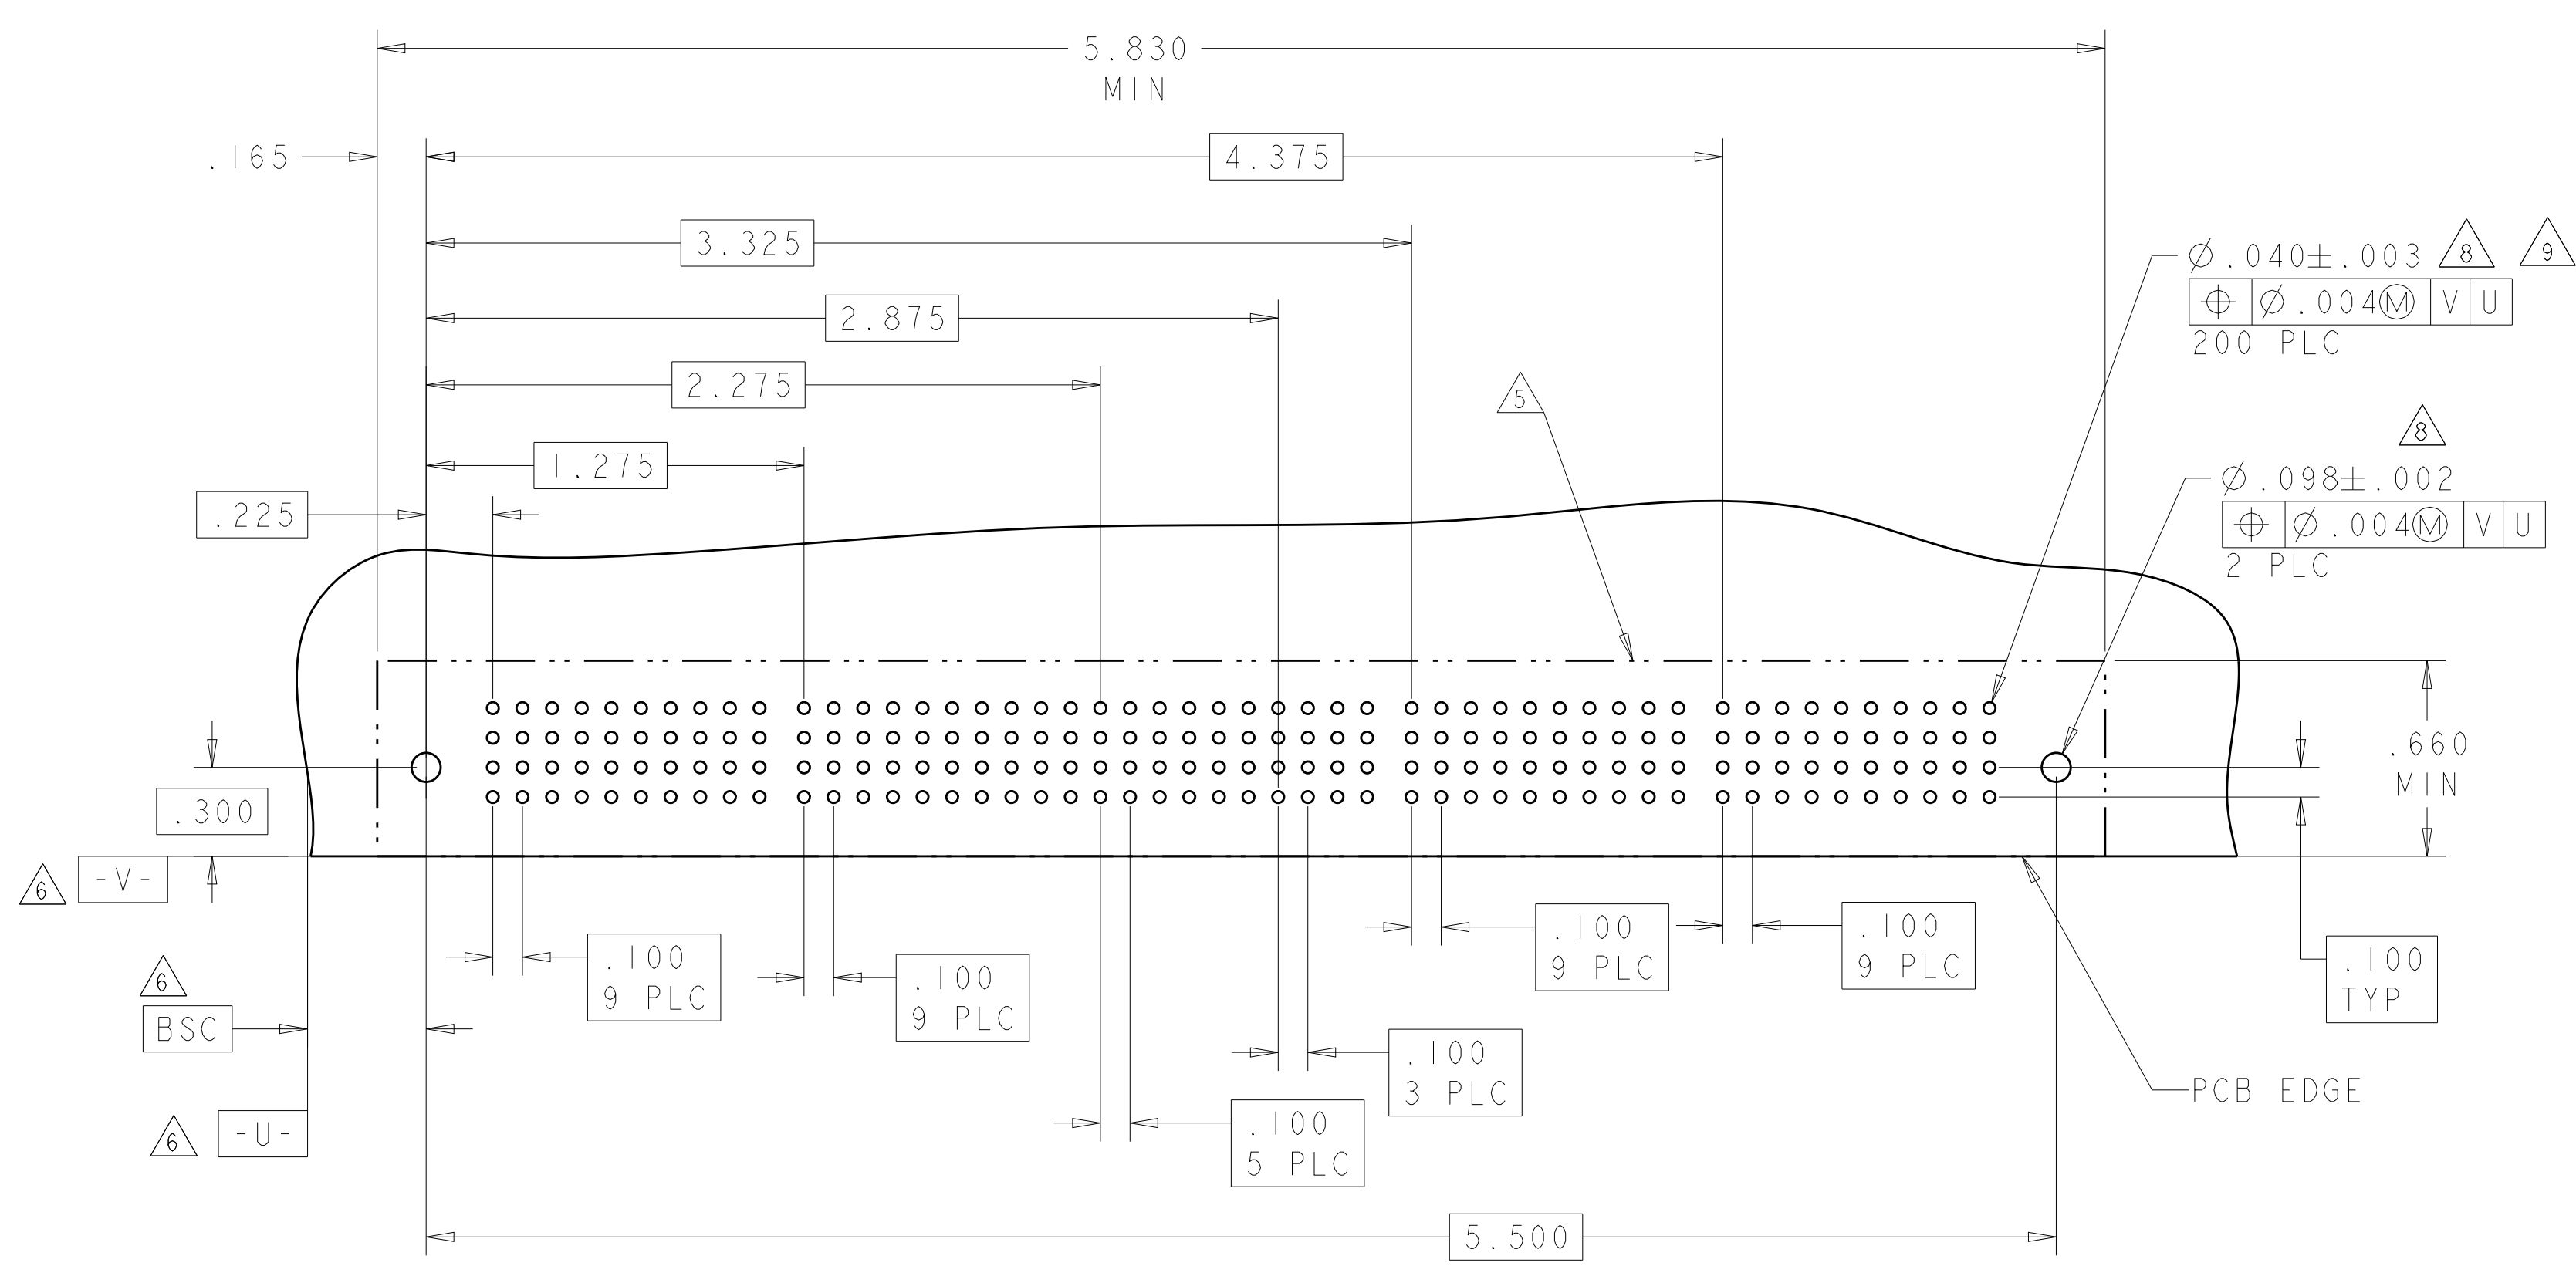 5.830
MIN
.165
4.375
3.325
Ø.040±.003 8 9
⌖ Ø.004Ⓜ V U
200 PLC
2.875
2.275
5
8
1.275
Ø.098±.002
⌖ Ø.004Ⓜ V U
2 PLC
.225
.660
MIN
.300
6 -V-
.100
9 PLC
.100
9 PLC
.100
9 PLC
.100
9 PLC
.100
TYP
6
BSC
.100
3 PLC
PCB EDGE
6 -U-
.100
5 PLC
5.500